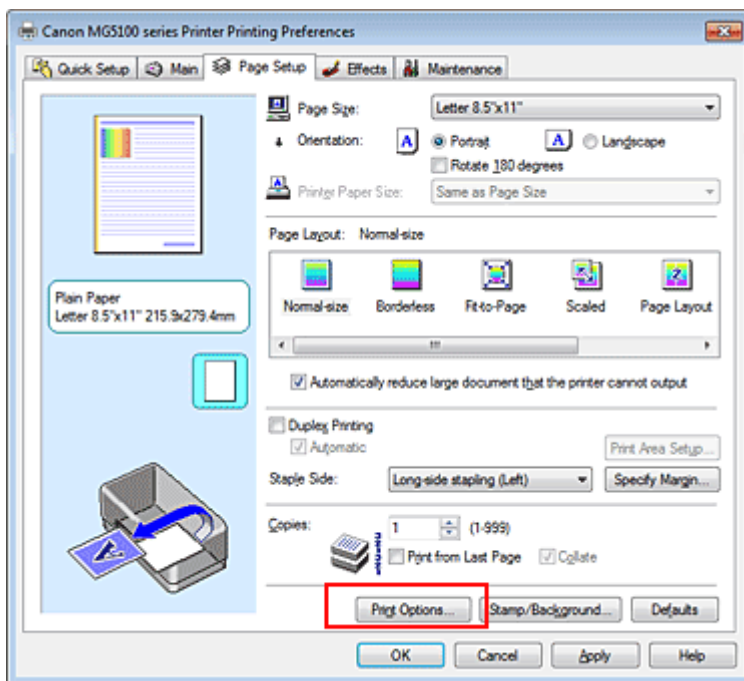 Canon MG5100 series Printer Printing Preferences
Quick Setup Main Page Setup Effects Maintenance
Page Size: Letter 8.5"x11"
Orientation: A Portrait A Landscape
Rotate 180 degrees
Printer Paper Size: Same as Page Size
Page Layout: Normal-size
Normal-size Borderless Fit-to-Page Scaled Page Layout
Plain Paper
Letter 8.5"x11" 215.9x279.4mm
Automatically reduce large document that the printer cannot output
Duplex Printing
Automatic Print Area Setup...
Staple Side: Long-side stapling (Left) Specify Margin...
Copies: 1 (1-999)
Print from Last Page Collate
Print Options... Stamp/Background... Defaults
OK Cancel Apply Help